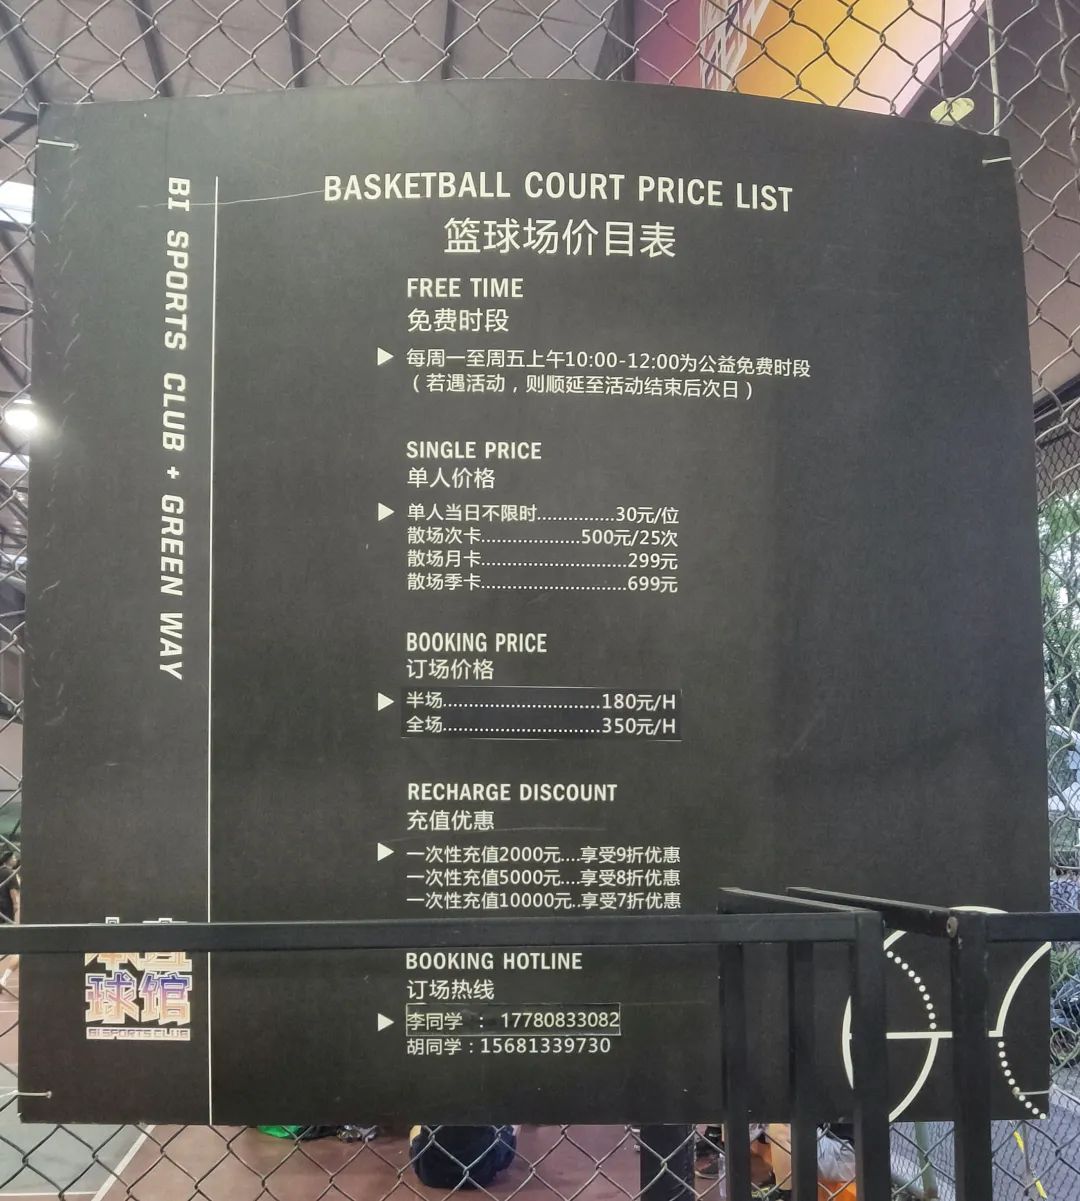 BI SPORTS CLUB + GREEN WAY
BASKETBALL COURT PRICE LIST
篮球场价目表
FREE TIME
免费时段
每周一至周五上午10:00-12:00为公益免费时段
（若遇活动，则顺延至活动结束后次日）
SINGLE PRICE
单人价格
单人当日不限时...............30元/位
散场次卡...................500元/25次
散场月卡............................299元
散场季卡............................699元
BOOKING PRICE
订场价格
半场..............................180元/H
全场..............................350元/H
RECHARGE DISCOUNT
充值优惠
一次性充值2000元....享受9折优惠
一次性充值5000元....享受8折优惠
一次性充值10000元..享受7折优惠
BOOKING HOTLINE
订场热线
李同学 ： 17780833082
胡同学：15681339730
球馆
BI SPORTS CLUB